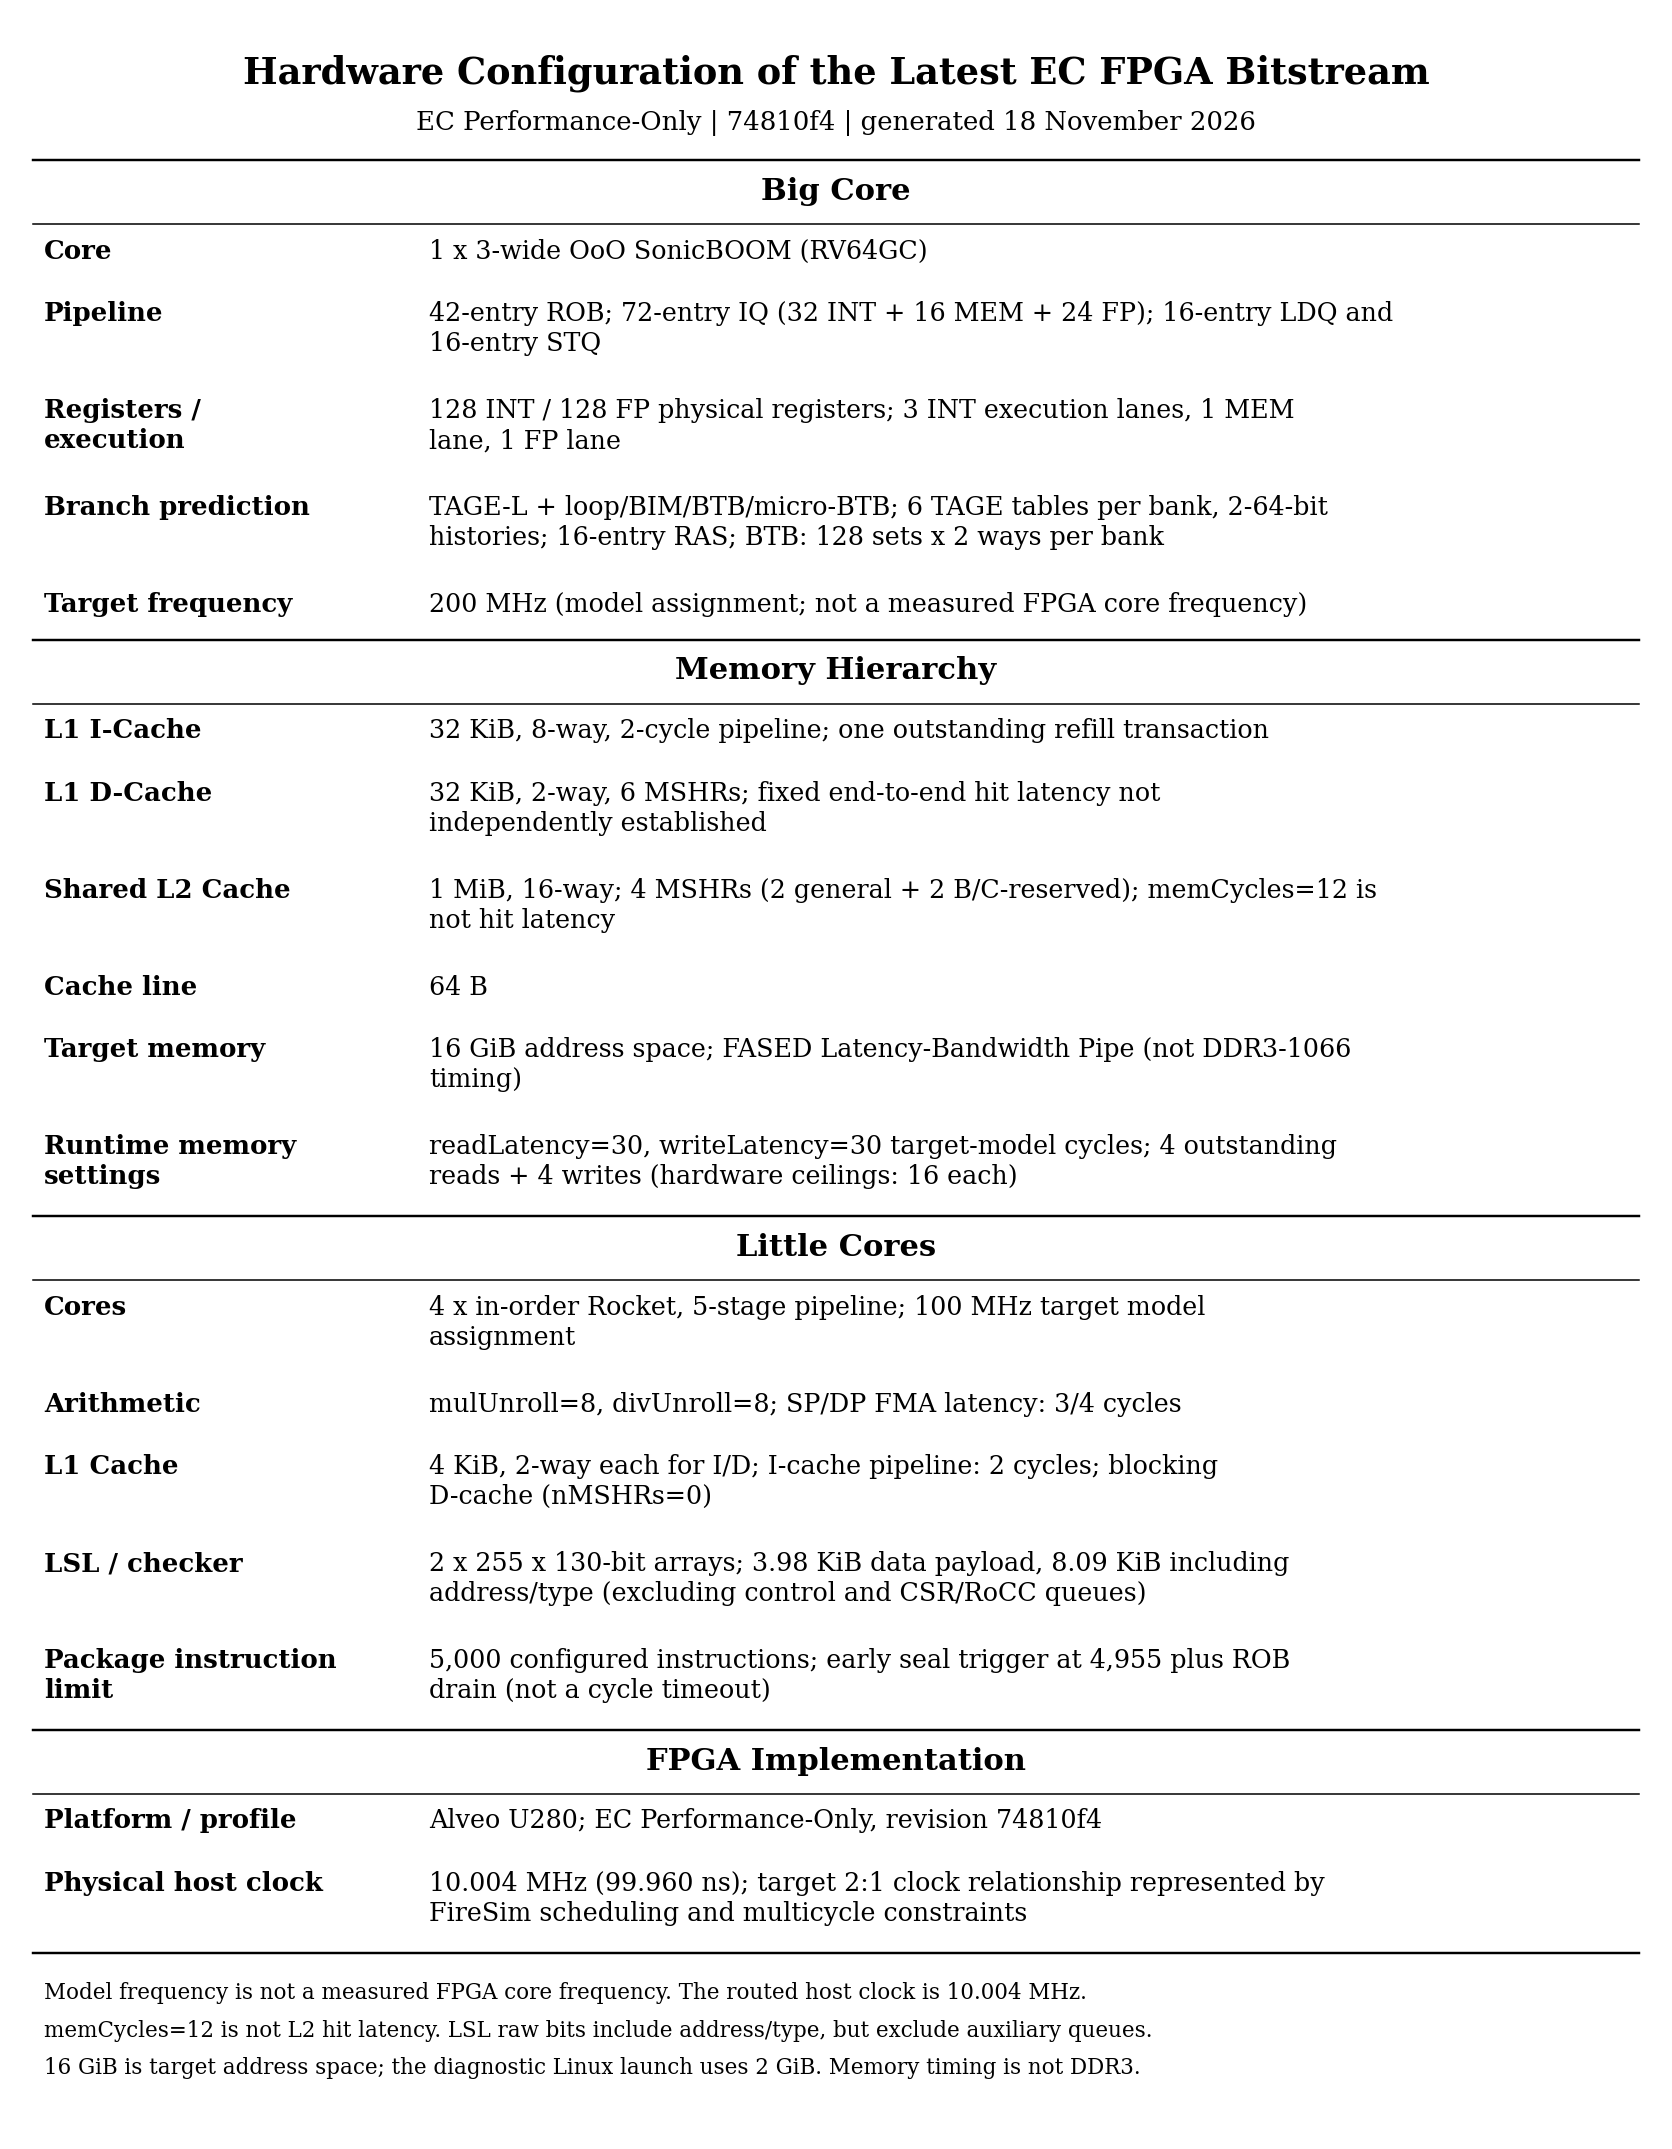 Hardware Configuration of the Latest EC FPGA Bitstream
EC Performance-Only | 74810f4 | generated 18 November 2026
Big Core
Core 1 x 3-wide OoO SonicBOOM (RV64GC)
Pipeline 42-entry ROB; 72-entry IQ (32 INT + 16 MEM + 24 FP); 16-entry LDQ and
16-entry STQ
Registers / 128 INT / 128 FP physical registers; 3 INT execution lanes, 1 MEM
execution lane, 1 FP lane
Branch prediction TAGE-L + loop/BIM/BTB/micro-BTB; 6 TAGE tables per bank, 2-64-bit
histories; 16-entry RAS; BTB: 128 sets x 2 ways per bank
Target frequency 200 MHz (model assignment; not a measured FPGA core frequency)
Memory Hierarchy
L1 I-Cache 32 KiB, 8-way, 2-cycle pipeline; one outstanding refill transaction
L1 D-Cache 32 KiB, 2-way, 6 MSHRs; fixed end-to-end hit latency not
independently established
Shared L2 Cache 1 MiB, 16-way; 4 MSHRs (2 general + 2 B/C-reserved); memCycles=12 is
not hit latency
Cache line 64 B
Target memory 16 GiB address space; FASED Latency-Bandwidth Pipe (not DDR3-1066
timing)
Runtime memory readLatency=30, writeLatency=30 target-model cycles; 4 outstanding
settings reads + 4 writes (hardware ceilings: 16 each)
Little Cores
Cores 4 x in-order Rocket, 5-stage pipeline; 100 MHz target model
assignment
Arithmetic mulUnroll=8, divUnroll=8; SP/DP FMA latency: 3/4 cycles
L1 Cache 4 KiB, 2-way each for I/D; I-cache pipeline: 2 cycles; blocking
D-cache (nMSHRs=0)
LSL / checker 2 x 255 x 130-bit arrays; 3.98 KiB data payload, 8.09 KiB including
address/type (excluding control and CSR/RoCC queues)
Package instruction 5,000 configured instructions; early seal trigger at 4,955 plus ROB
limit drain (not a cycle timeout)
FPGA Implementation
Platform / profile Alveo U280; EC Performance-Only, revision 74810f4
Physical host clock 10.004 MHz (99.960 ns); target 2:1 clock relationship represented by
FireSim scheduling and multicycle constraints
Model frequency is not a measured FPGA core frequency. The routed host clock is 10.004 MHz.
memCycles=12 is not L2 hit latency. LSL raw bits include address/type, but exclude auxiliary queues.
16 GiB is target address space; the diagnostic Linux launch uses 2 GiB. Memory timing is not DDR3.